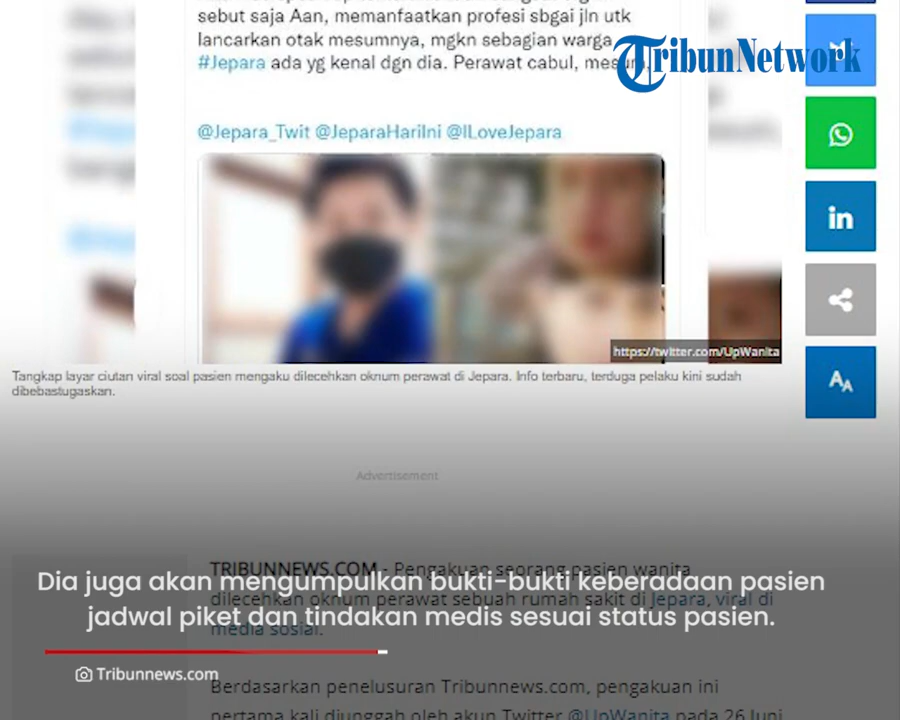 sebut saja Aan, memanfaatkan profesi sbgai jln utk
lancarkan otak mesumnya, mgkn sebagian warga
#Jepara ada yg kenal dgn dia. Perawat cabul, mesum,
TribunNetwork
@Jepara_Twit @JeparaHariIni @ILoveJepara
https://twitter.com/UpWanita
Tangkap layar ciutan viral soal pasien mengaku dilecehkan oknum perawat di Jepara. Info terbaru, terduga pelaku kini sudah
dibebastugaskan.
Advertisement
TRIBUNNEWS.COM - Pengakuan seorang pasien wanita
Dia juga akan mengumpulkan bukti-bukti keberadaan pasien
dilecehkan oknum perawat sebuah rumah sakit di Jepara, viral di
jadwal piket dan tindakan medis sesuai status pasien.
media sosial.
Tribunnews.com
Berdasarkan penelusuran Tribunnews.com, pengakuan ini
pertama kali diunggah oleh akun Twitter @UpWanita pada 26 Juni